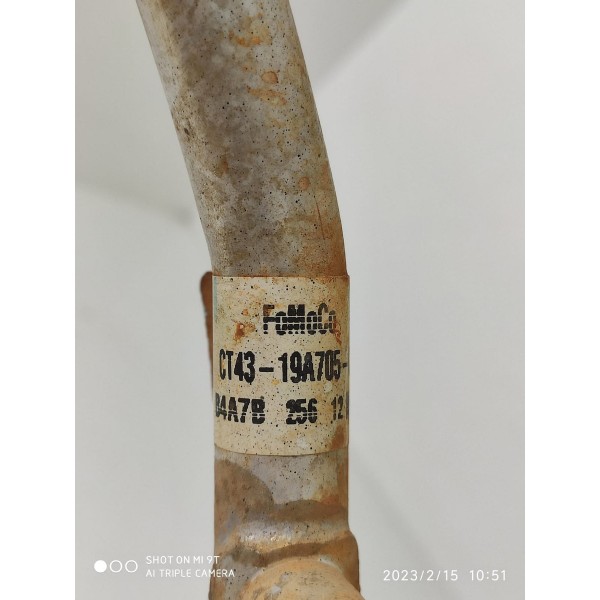 FoMoCo
CT43-19A705-
B4A7B 256 12
SHOT ON MI 9T
AI TRIPLE CAMERA
2023/2/15 10:51